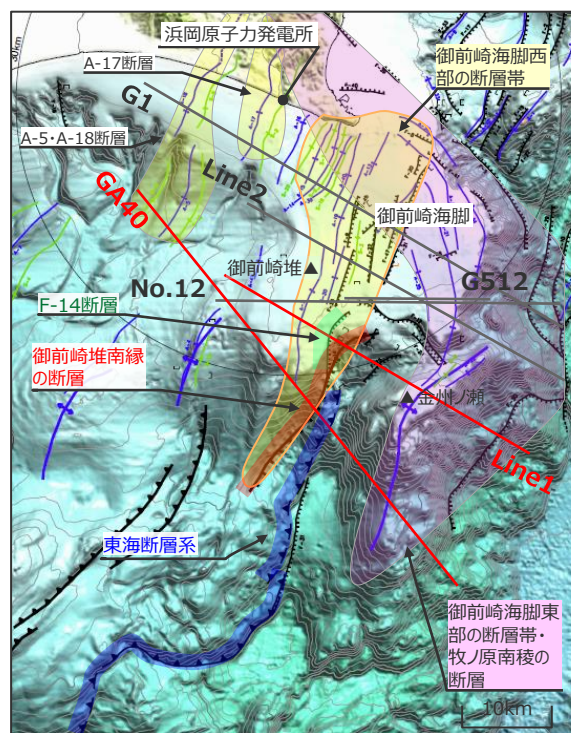 浜岡原子力発電所
A-17断層
御前崎海脚西
部の断層帯
30km
G1
A-5・A-18断層
Line2
GA40
御前崎海脚
御前崎堆
No.12
G512
F-14断層
御前崎堆南縁
の断層
金州ノ瀬
Line1
東海断層系
御前崎海脚東
部の断層帯・
牧ノ原南稜の
断層
10km